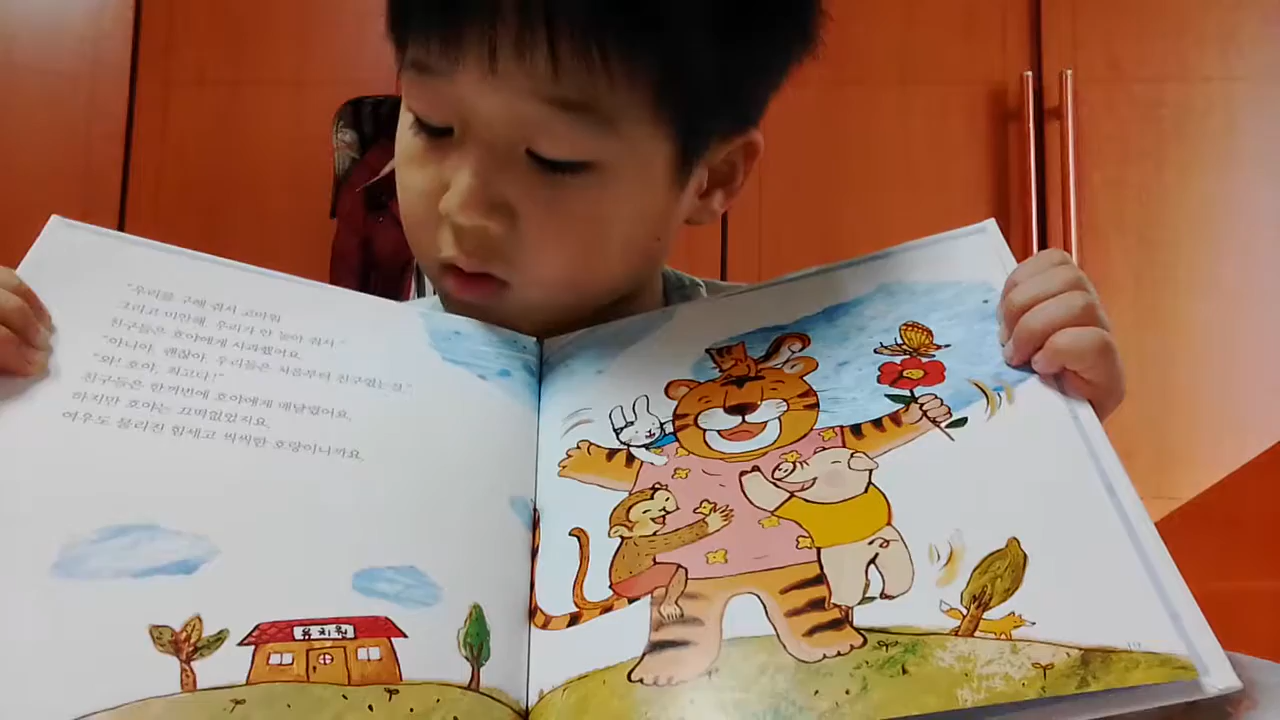 "우리를 구해 줘서 고마워
그리고 미안해. 우리가 안 놀아 줘서."
친구들은 호야에게 사과했어요.
"아니야, 괜찮아. 우리들은 처음부터 친구였는걸."
"와! 호야, 최고다!"
친구들은 한꺼번에 호야에게 매달렸어요.
하지만 호야는 끄떡없었지요.
여우도 물리친 힘세고 씩씩한 호랑이니까요.
유치원